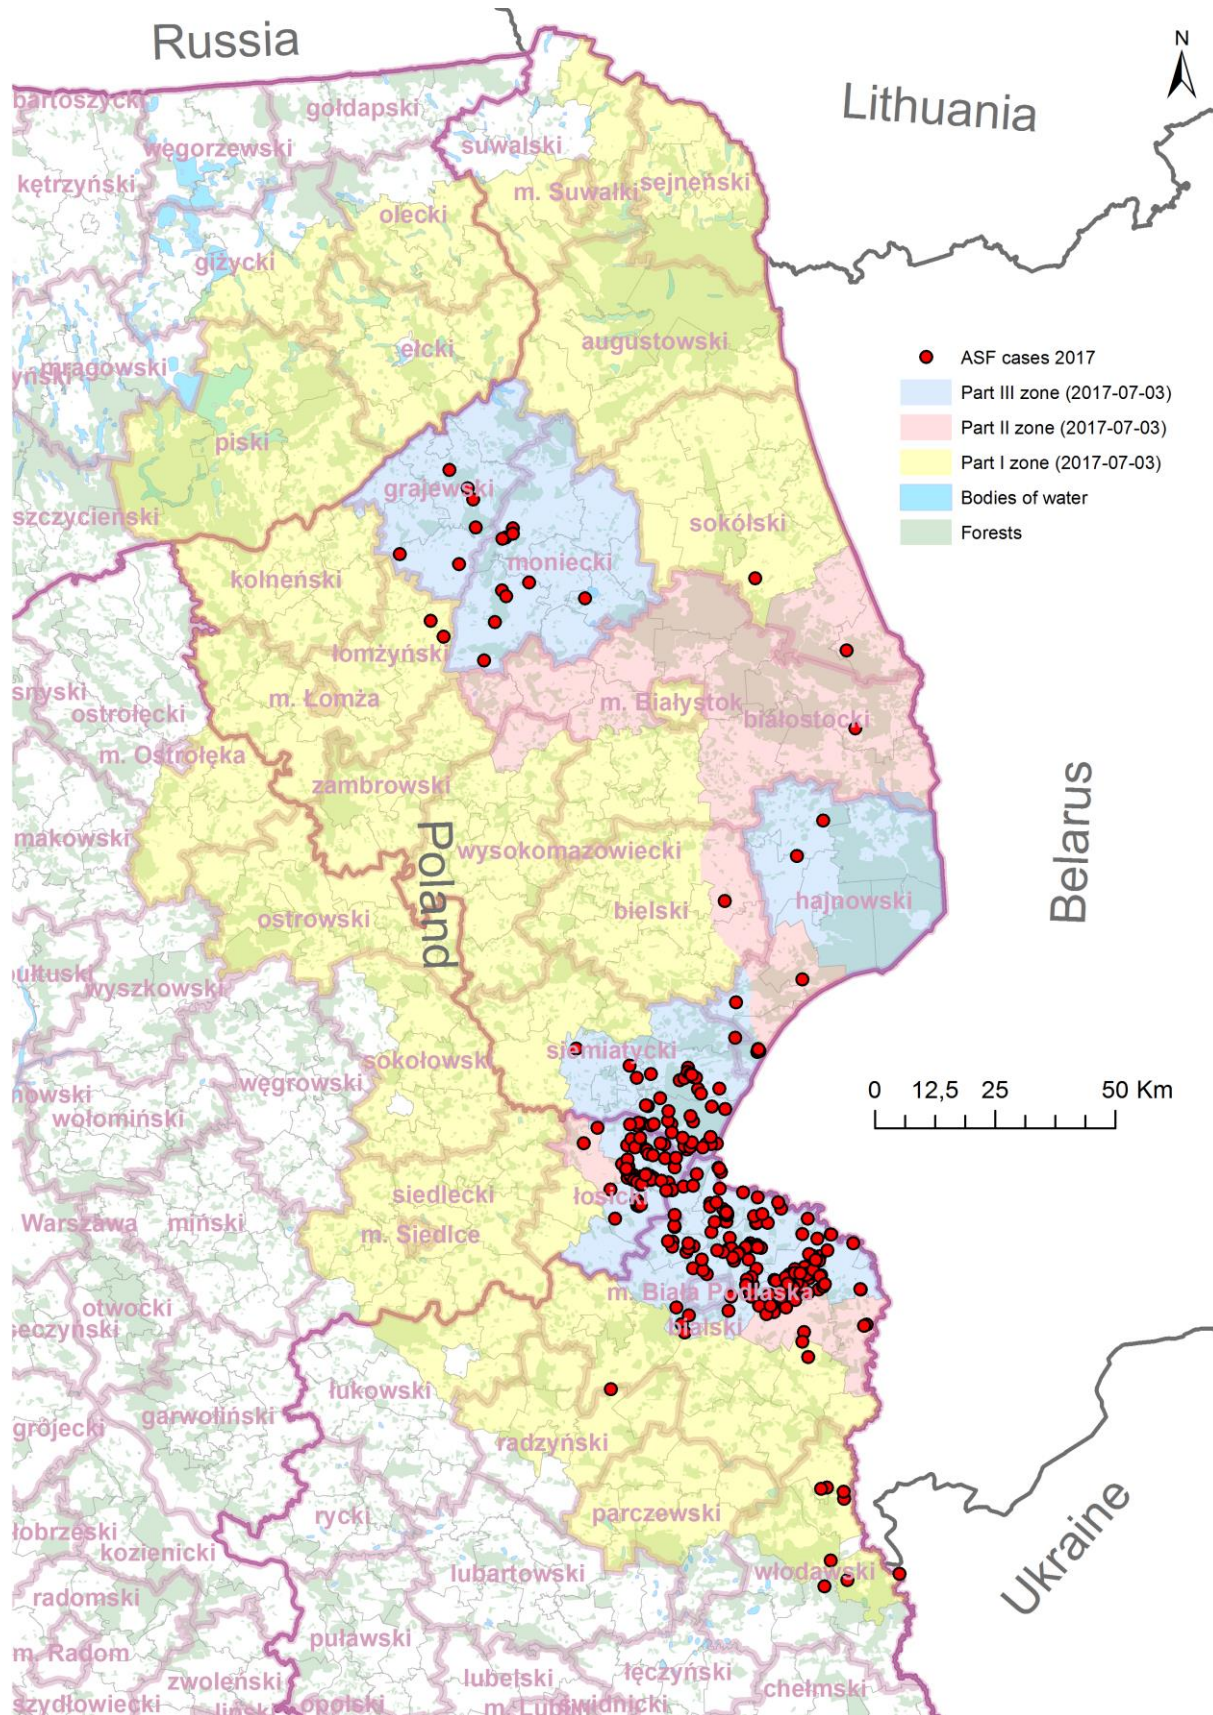 Russia
N
bartoszycki
gołdapski
Lithuania
węgorzewski
suwalski
kętrzyński
m. Suwałki
sejneński
olecki
giżycki
augustowski
ełcki
ASF cases 2017
mrągowski
Part III zone (2017-07-03)
piski
Part II zone (2017-07-03)
Part I zone (2017-07-03)
grajewski
Bodies of water
szczycieński
sokólski
Forests
moniecki
kolneński
łomżyński
m. Łomża
m. Białystok
ostrołęcki
białostocki
m. Ostrołęka
zambrowski
Belarus
makowski
Poland
wysokomazowiecki
hajnowski
ostrowski
bielski
wyszkowski
siemiatycki
sokołowski
węgrowski
0 12,5 25 50 Km
wołomiński
siedlecki
łosicki
Warszawa
miński
m. Siedlce
m. Biała Podlaska
otwocki
bialski
łukowski
garwoliński
grójecki
radzyński
parczewski
rycki
Ukraine
kozienicki
lubartowski
włodawski
radomski
puławski
m. Radom
zwoleński
lubelski
łęczyński
chełmski
szydłowiecki
opolski